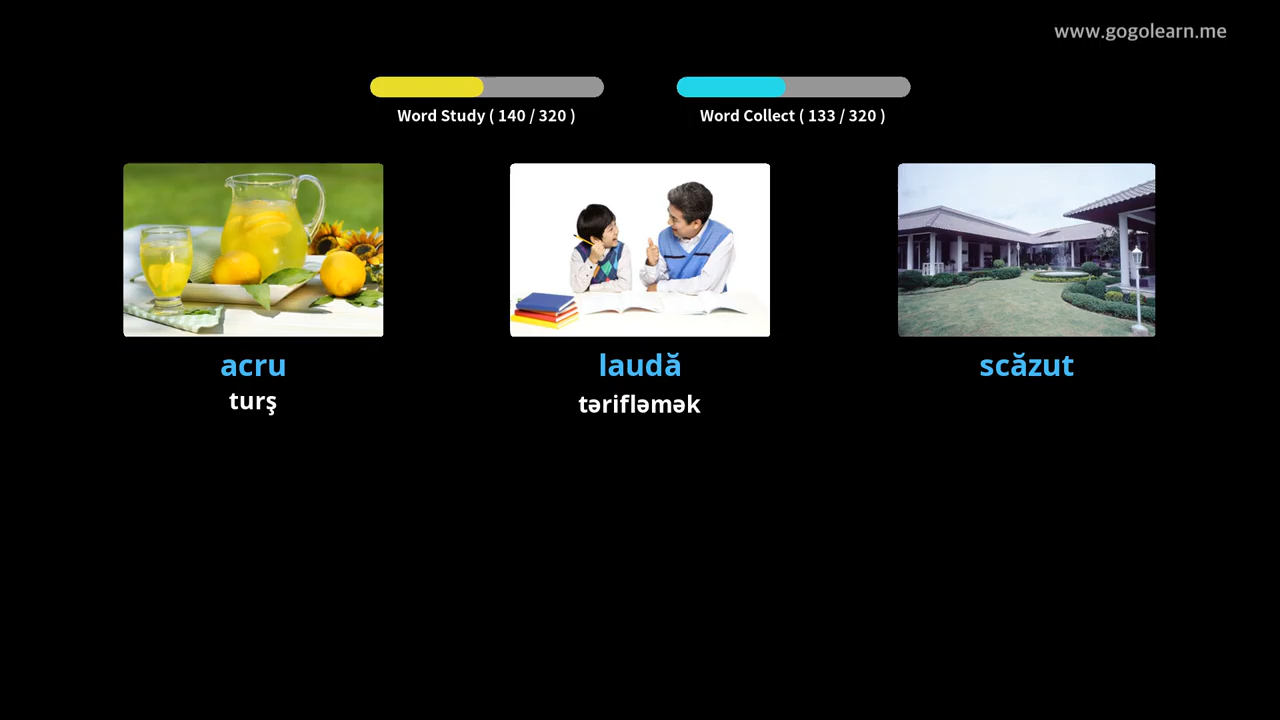 www.gogolearn.me
Word Study ( 140 / 320 )
Word Collect ( 133 / 320 )
acru
laudă
scăzut
turş
tərifləmək